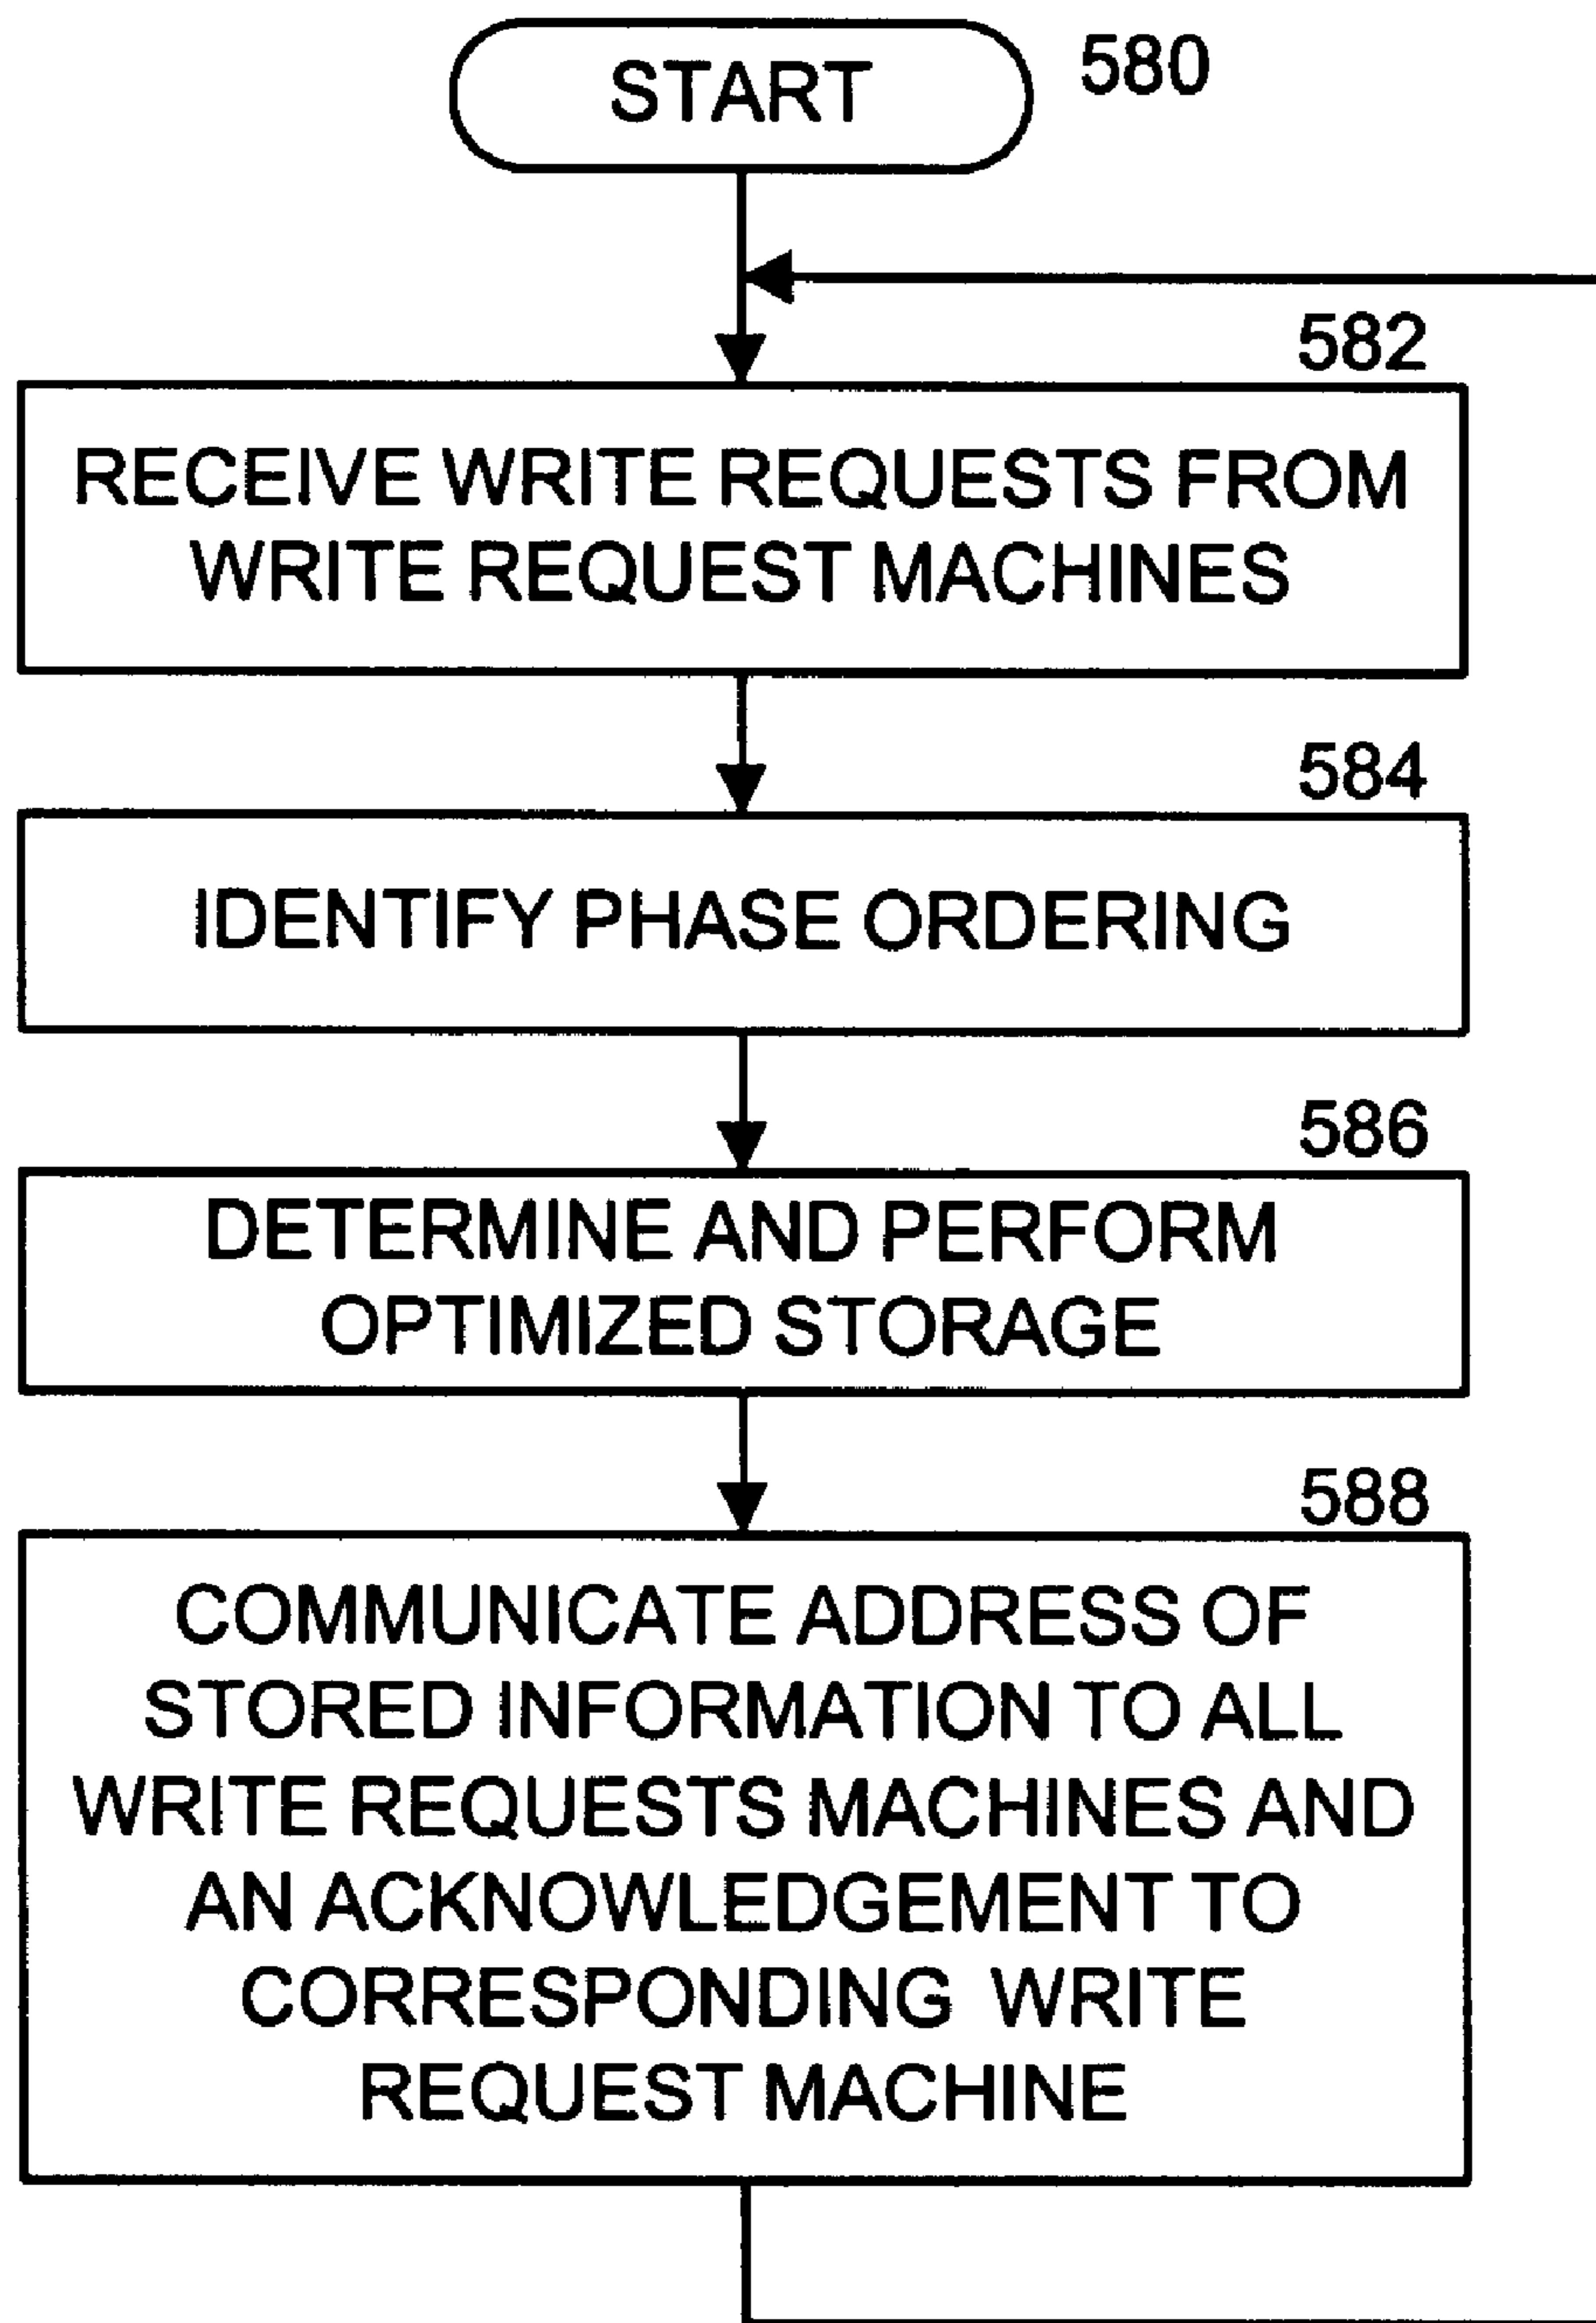 START
580
582
RECEIVE WRITE REQUESTS FROM
WRITE REQUEST MACHINES
584
IDENTIFY PHASE ORDERING
586
DETERMINE AND PERFORM
OPTIMIZED STORAGE
588
COMMUNICATE ADDRESS OF
STORED INFORMATION TO ALL
WRITE REQUESTS MACHINES AND
AN ACKNOWLEDGEMENT TO
CORRESPONDING WRITE
REQUEST MACHINE